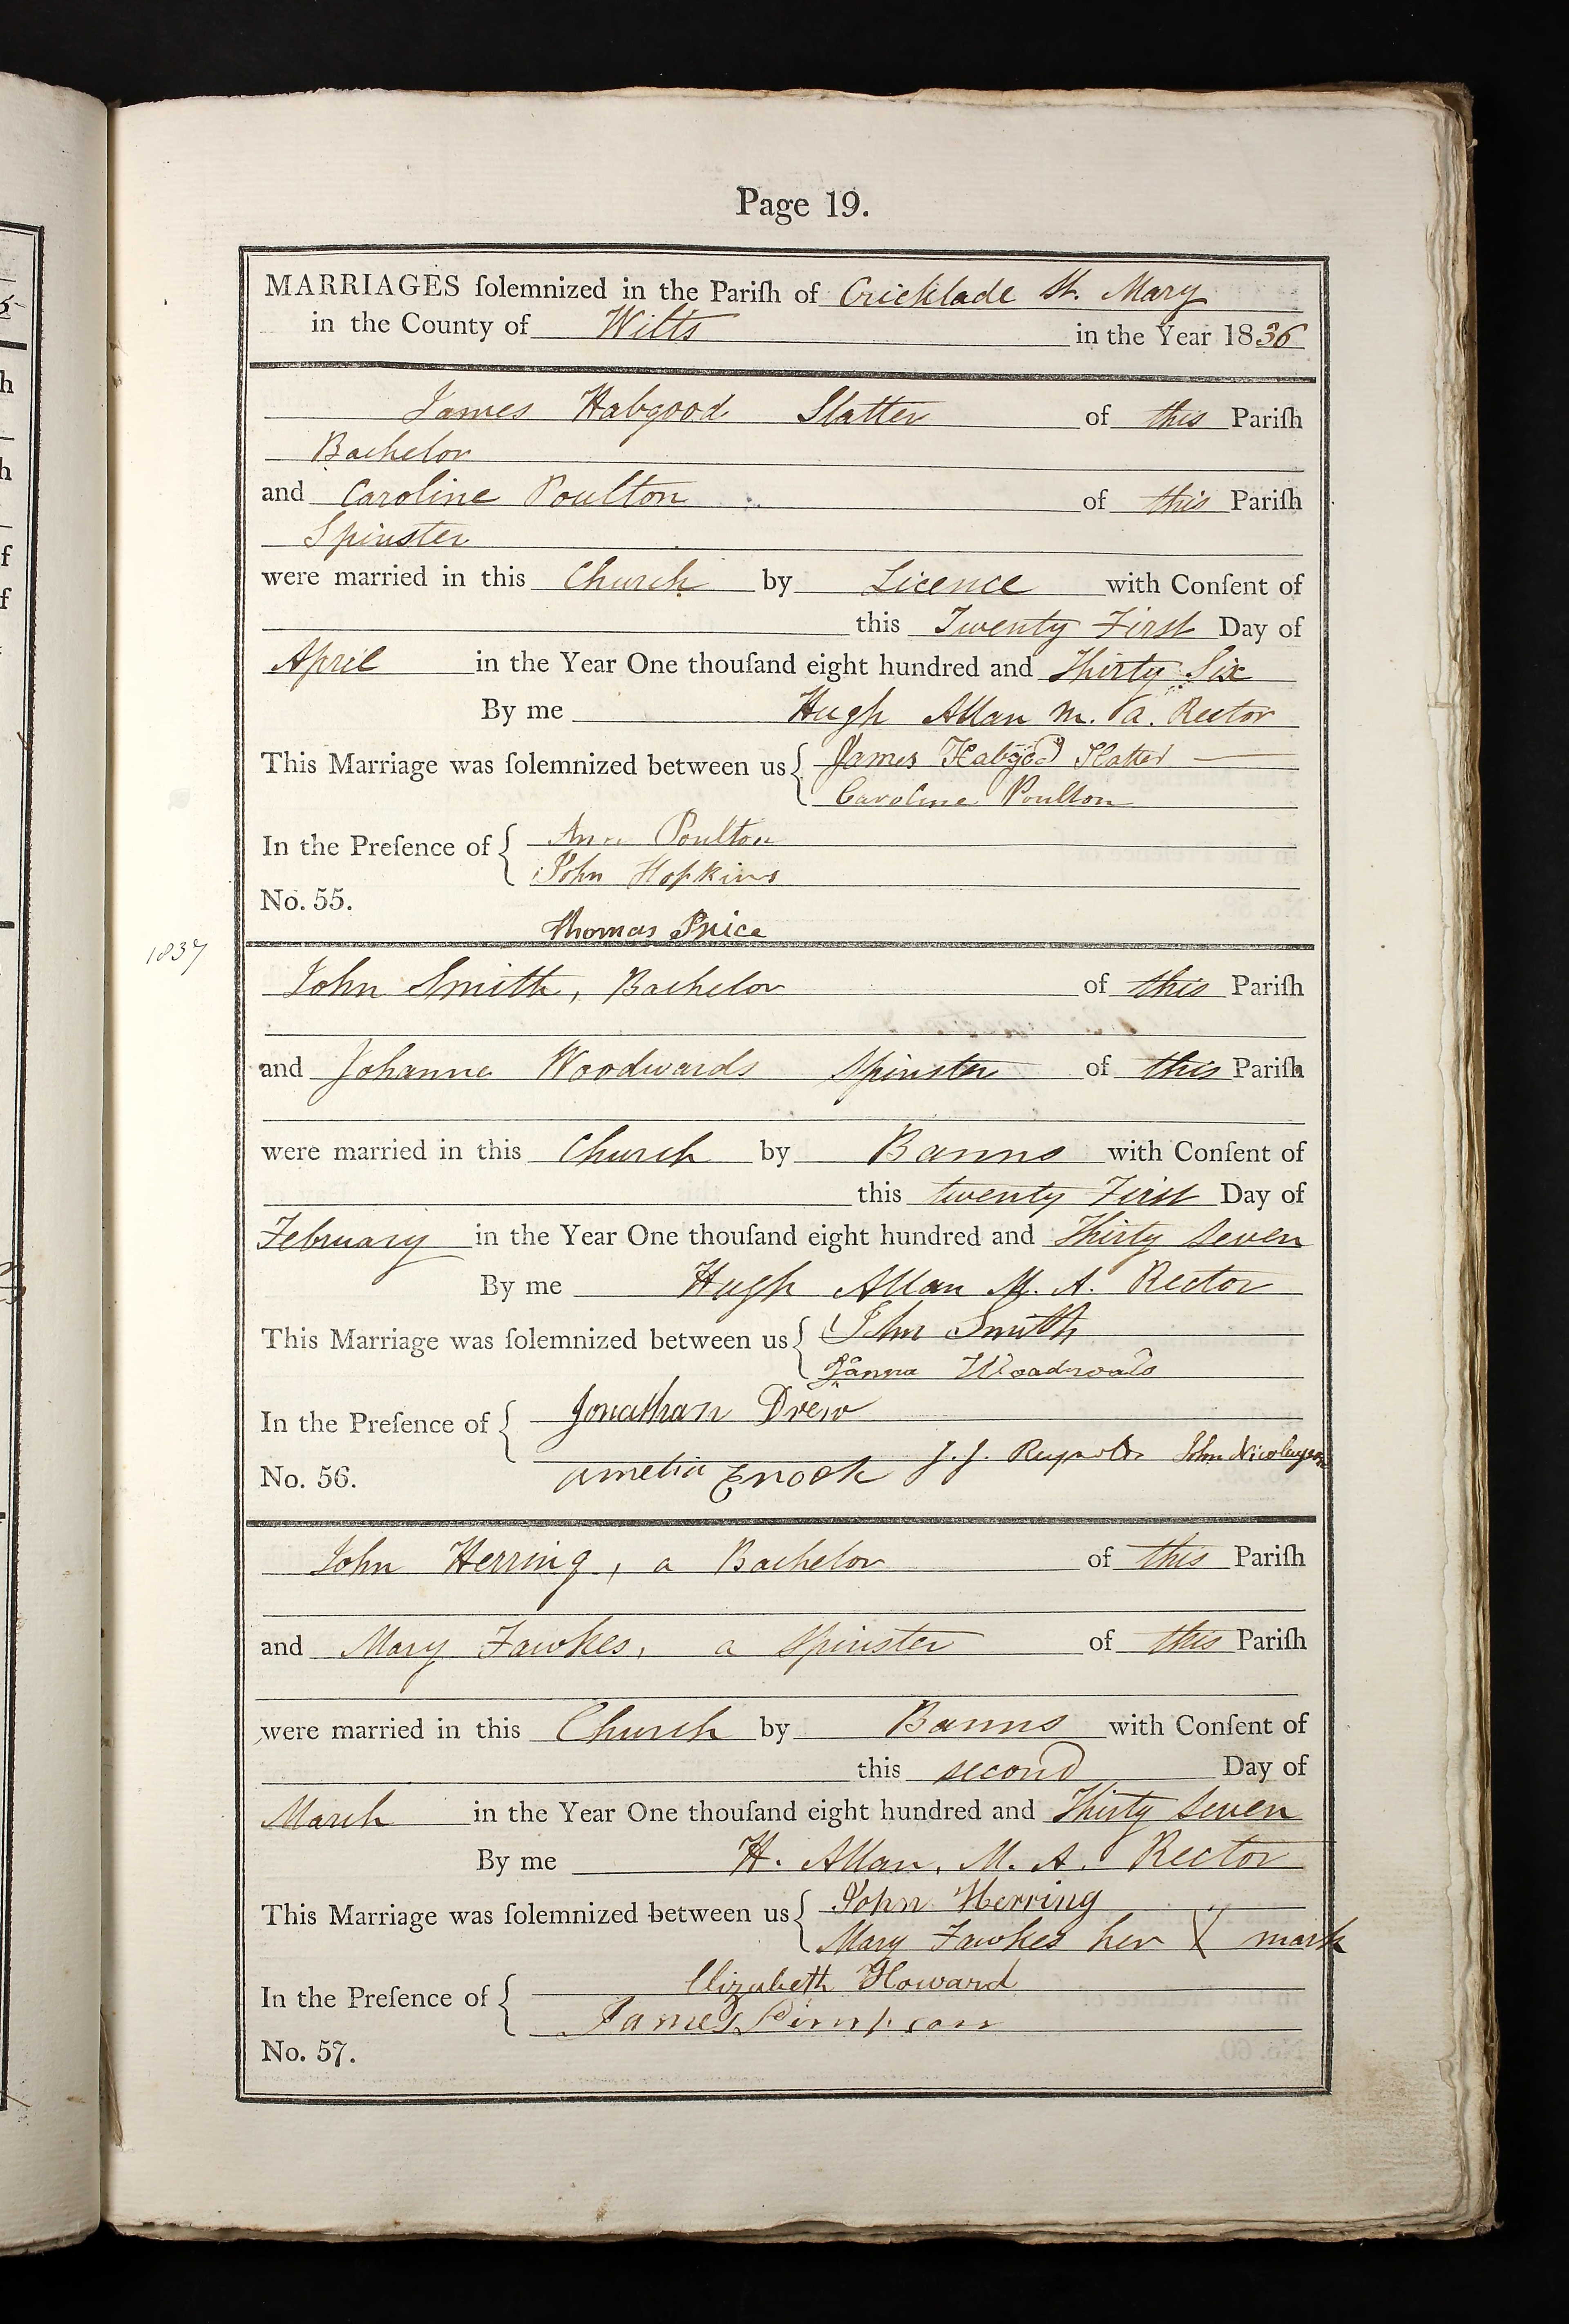 Page 19.
MARRIAGES ſolemnized in the Pariſh of Cricklade St. Mary
in the County of Wilts in the Year 1836
James Habgood Slatter of this Pariſh
Bachelor
and Caroline Poulton of this Pariſh
Spinster
were married in this Church by Licence with Conſent of
this Twenty First Day of
April in the Year One thouſand eight hundred and Thirty Six
By me Hugh Allan M. A. Rector
This Marriage was ſolemnized between us James Habgood Slatter
Caroline Poulton
In the Preſence of Ann Poulton
John Hopkins
No. 55.
Thomas Price
1837
John Smith, Bachelor of this Pariſh
and Johanna Woodwards Spinster of this Pariſh
were married in this Church by Banns with Conſent of
this twenty First Day of
February in the Year One thouſand eight hundred and Thirty Seven
By me Hugh Allan M. A. Rector
This Marriage was ſolemnized between us John Smith
Woodwards
In the Preſence of Jonathan Drew
No. 56. Amelia Enock J. J. Reynolds John
John Herring, a Bachelor of this Pariſh
and Mary Fawkes, a Spinster of this Pariſh
were married in this Church by Banns with Conſent of
this second Day of
March in the Year One thouſand eight hundred and Thirty Seven
By me H. Allan, M. A. Rector
This Marriage was ſolemnized between us John Herring
Mary Fawkes her X mark
In the Preſence of Elizabeth Howard
James Simpson
No. 57.